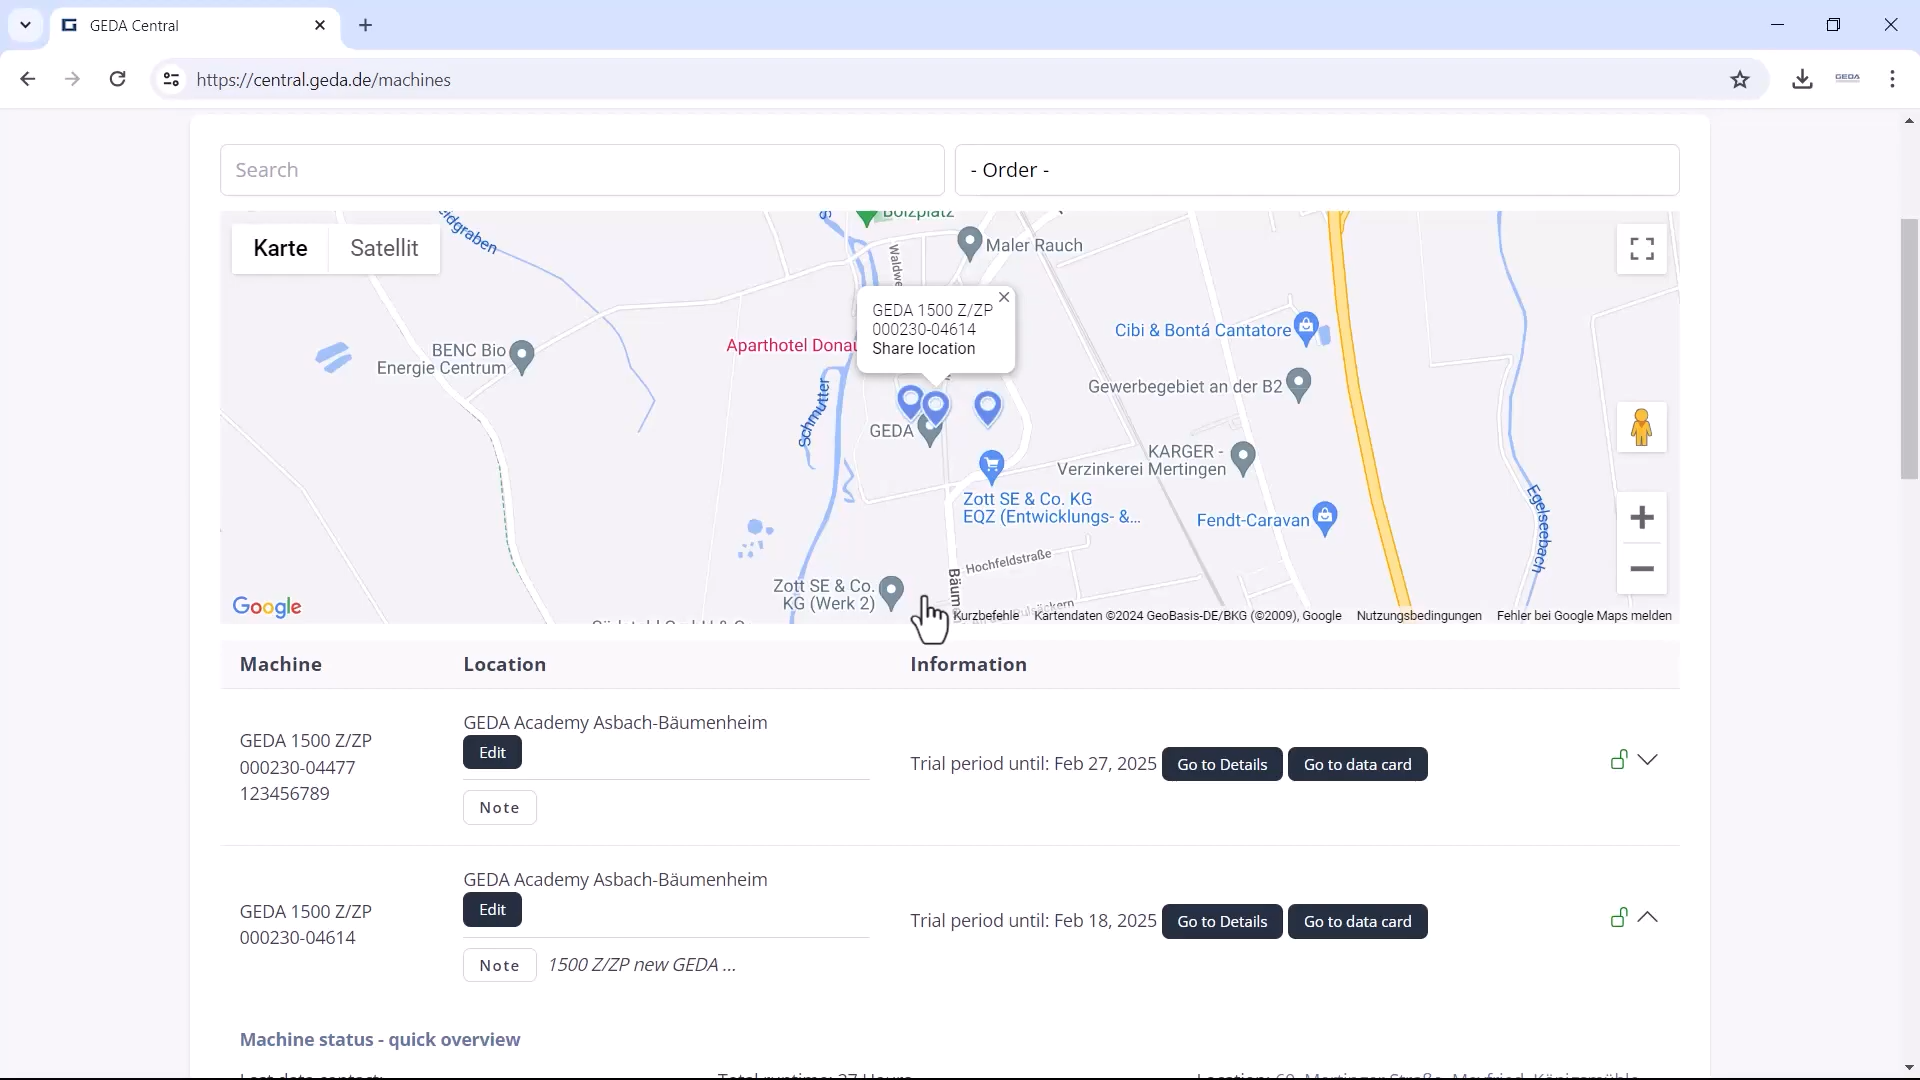 GEDA Central
https://central.geda.de/machines
GEDA
Search
- Order -
Karte
Satellit
Maler Rauch
GEDA 1500 Z/ZP
000230-04614
Share location
Cibi & Bontá Cantatore
BENC Bio
Energie Centrum
Aparthotel Donau
Gewerbegebiet an der B2
Schmutter
GEDA
KARGER -
Verzinkerei Mertingen
Zott SE & Co. KG
EQZ (Entwicklungs- &...
Fendt-Caravan
Egelseebach
Hochfeldstraße
Bäum
Zott SE & Co.
KG (Werk 2)
Google
Kurzbefehle
Kartendaten ©2024 GeoBasis-DE/BKG (©2009), Google
Nutzungsbedingungen
Fehler bei Google Maps melden
Machine
Location
Information
GEDA 1500 Z/ZP
000230-04477
123456789
GEDA Academy Asbach-Bäumenheim
Edit
Note
Trial period until: Feb 27, 2025
Go to Details
Go to data card
GEDA 1500 Z/ZP
000230-04614
GEDA Academy Asbach-Bäumenheim
Edit
Note
1500 Z/ZP new GEDA ...
Trial period until: Feb 18, 2025
Go to Details
Go to data card
Machine status - quick overview